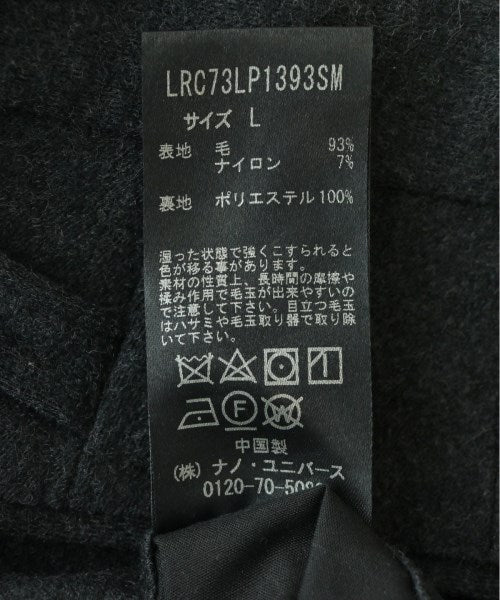 LRC73LP1393SM
サイズ L
表地 毛 93%
ナイロン 7%
裏地 ポリエステル 100%
湿った状態で強くこすられると
色が移る事があります。
素材の性質上、長時間の摩擦や
揉み作用で毛玉が出来やすいの
で注意して下さい。目立つ毛玉
はハサミや毛玉取り器で取り除
いて下さい。
F
W
中国製
(株) ナノ・ユニバース
0120-70-50